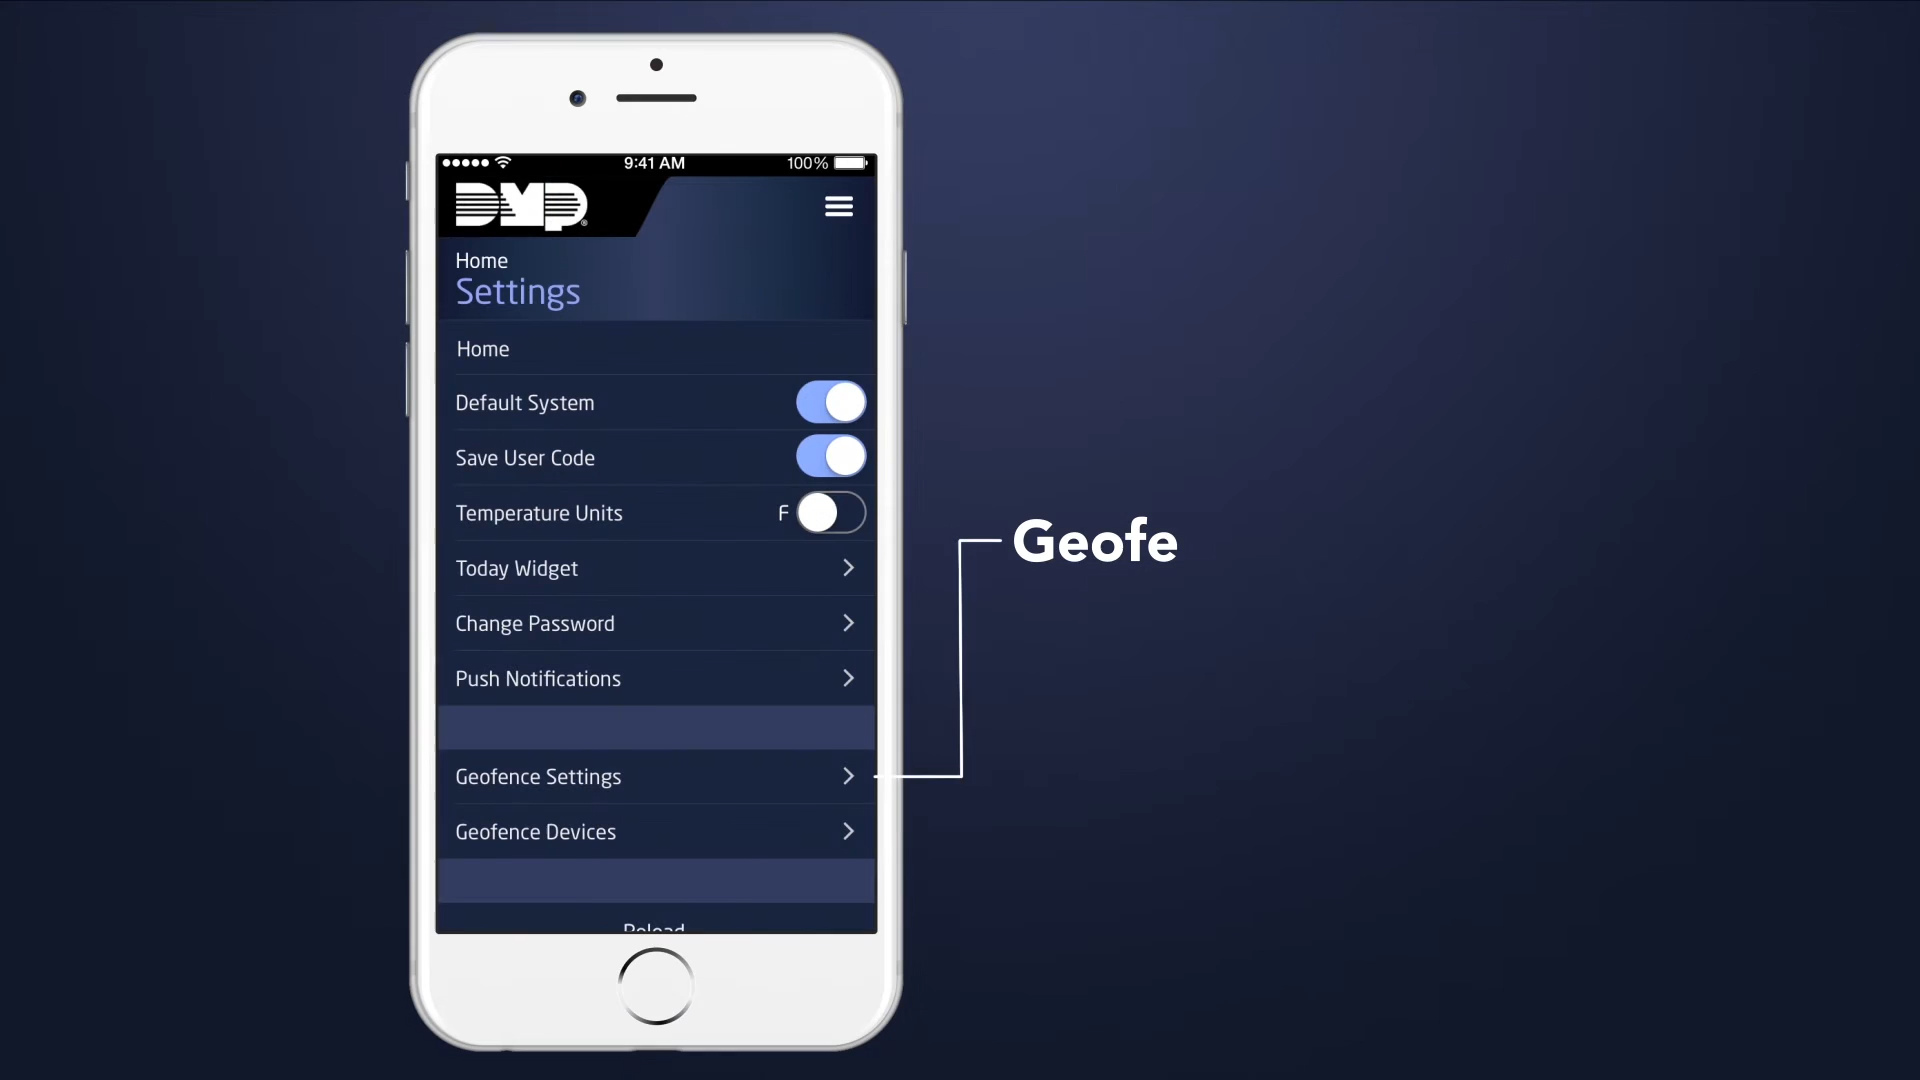 9:41 AM
100%
DMP
Home
Settings
Home
Default System
Save User Code
Temperature Units F
Today Widget
Change Password
Push Notifications
Geofence Settings
Geofe
Geofence Devices
Reload